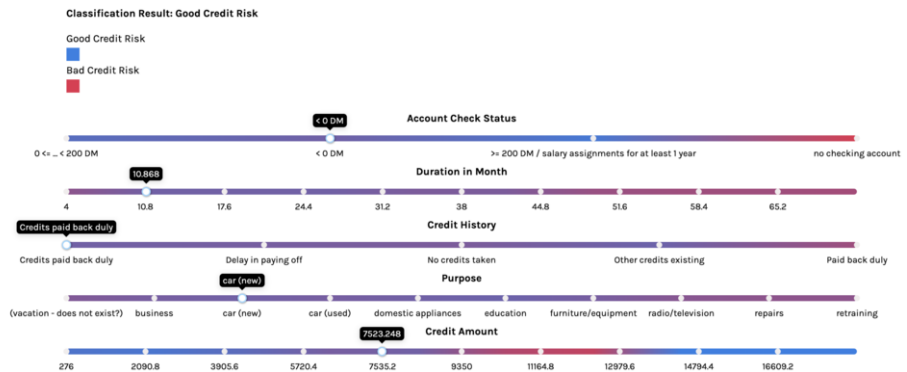 Classification Result: Good Credit Risk
Good Credit Risk
Bad Credit Risk
Account Check Status
< 0 DM
0 <= ... < 200 DM < 0 DM >= 200 DM / salary assignments for at least 1 year no checking account
Duration in Month
10.868
4 10.8 17.6 24.4 31.2 38 44.8 51.6 58.4 65.2
Credit History
Credits paid back duly
Credits paid back duly Delay in paying off No credits taken Other credits existing Paid back duly
Purpose
car (new)
(vacation - does not exist?) business car (new) car (used) domestic appliances education furniture/equipment radio/television repairs retraining
Credit Amount
7523.248
276 2090.8 3905.6 5720.4 7535.2 9350 11164.8 12979.6 14794.4 16609.2